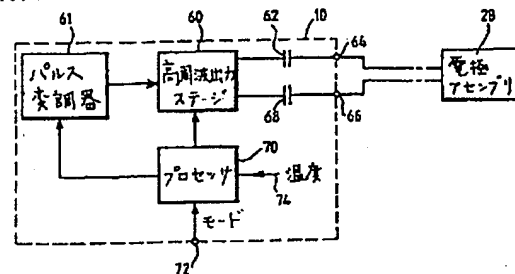 61
60
62
10
64
28
パルス
変調器
高周波出力
ステージ
電極
アセンブリ
68
66
70
プロセッサ
温度
74
モード
72